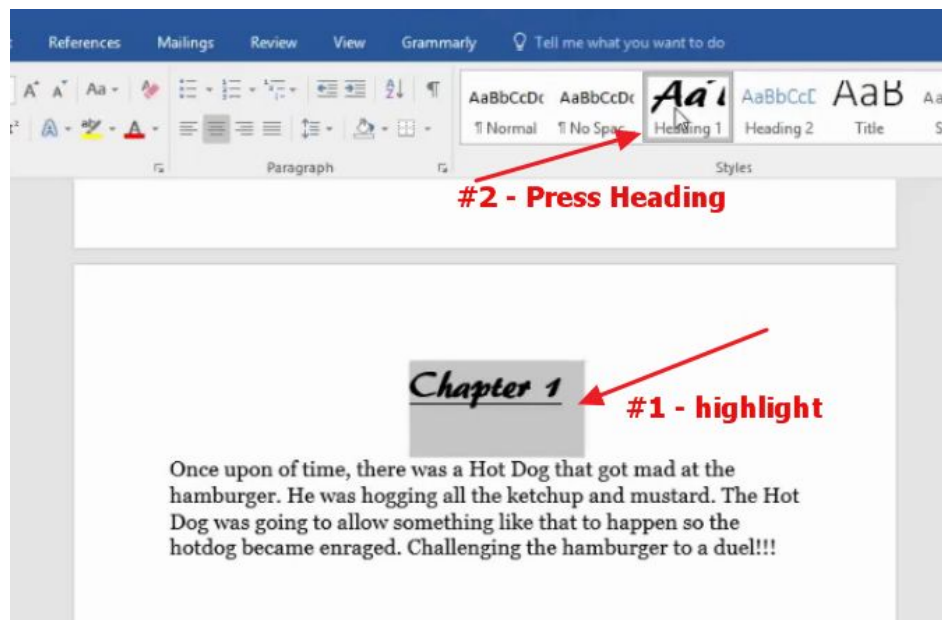 References Mailings Review View Grammarly Tell me what you want to do
Aa
AaBbCcDc AaBbCcDc AaBbCcC AaB
¶ Normal ¶ No Spac... Heading 1 Heading 2 Title
Paragraph Styles
#2 - Press Heading
Chapter 1
#1 - highlight
Once upon of time, there was a Hot Dog that got mad at the
hamburger. He was hogging all the ketchup and mustard. The Hot
Dog was going to allow something like that to happen so the
hotdog became enraged. Challenging the hamburger to a duel!!!